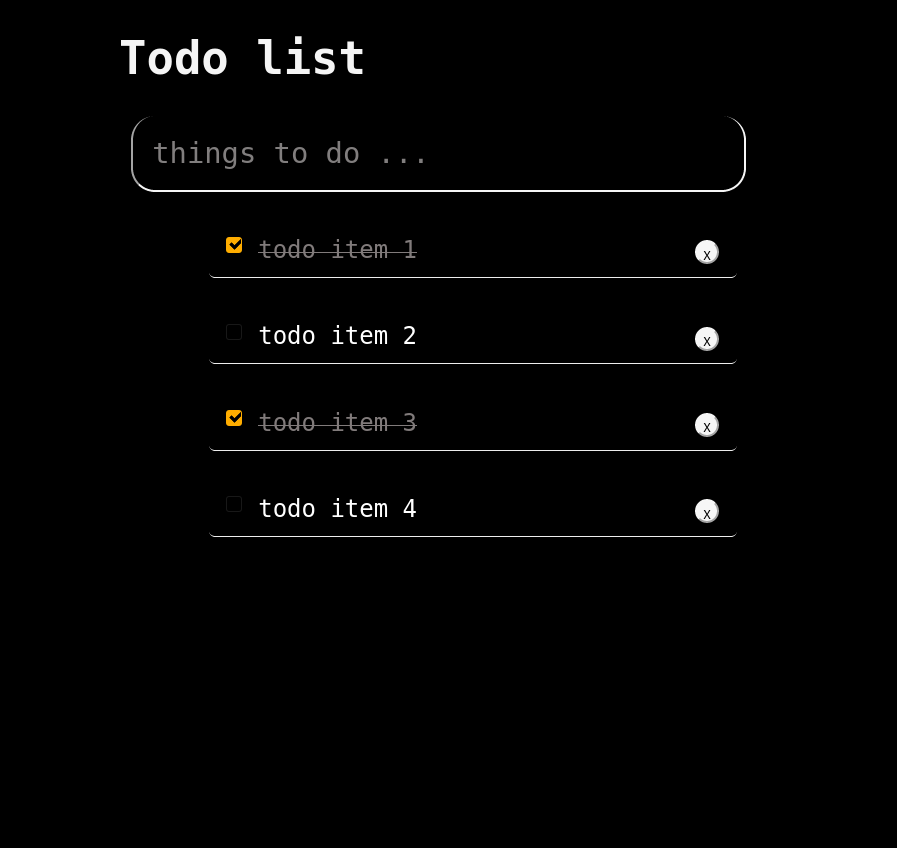 Todo list
things to do ...
todo item 1 x
todo item 2 x
todo item 3 x
todo item 4 x